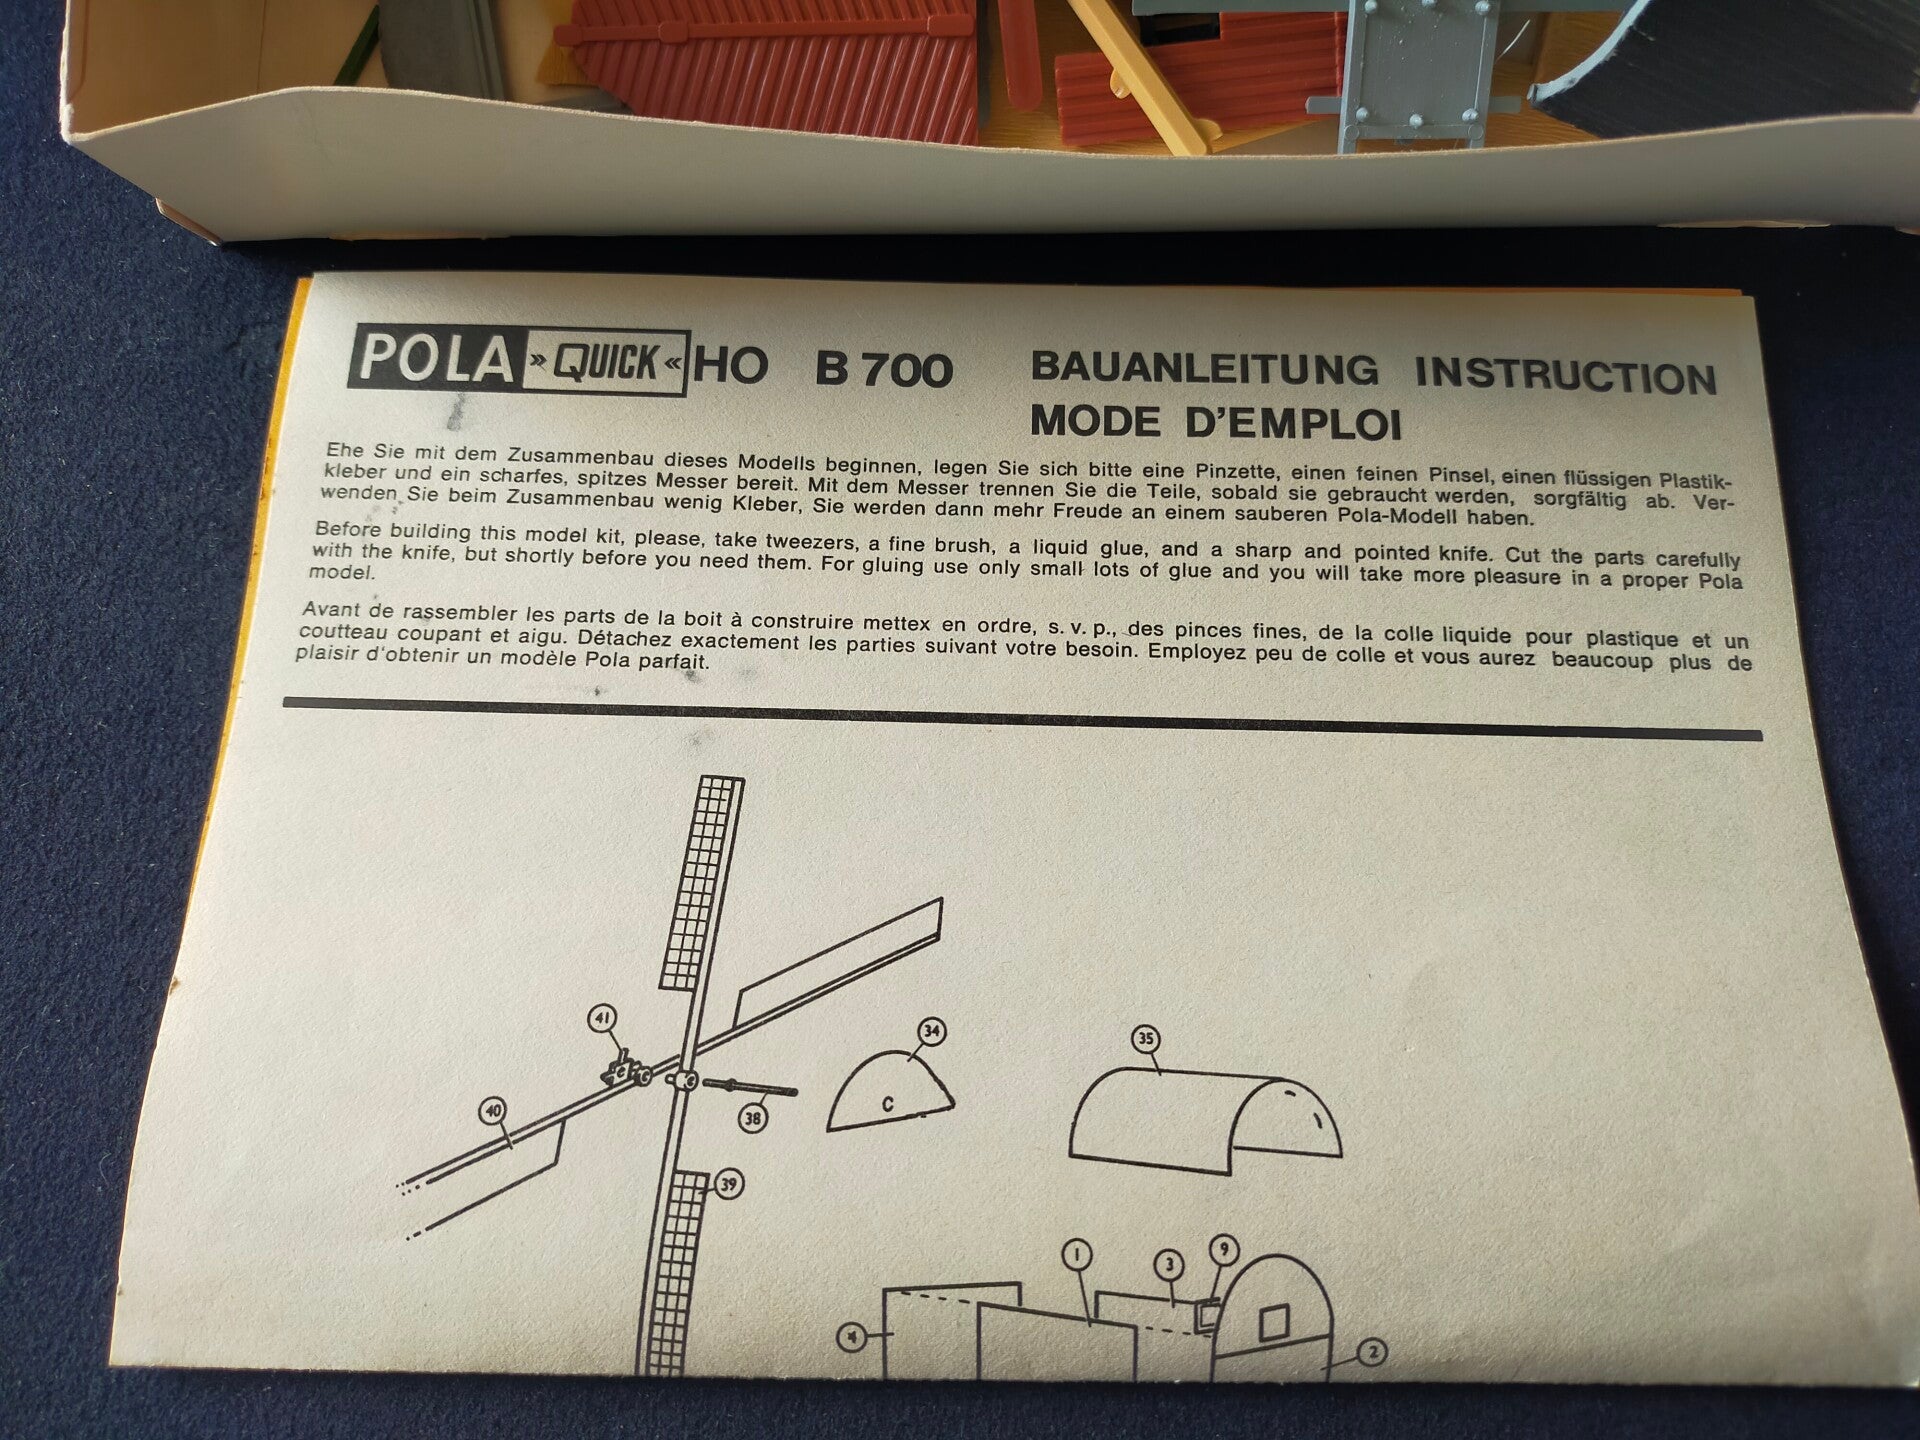 POLA »QUICK« HO B 700 BAUANLEITUNG INSTRUCTION
MODE D'EMPLOI
Ehe Sie mit dem Zusammenbau dieses Modells beginnen, legen Sie sich bitte eine Pinzette, einen feinen Pinsel, einen flüssigen Plastik-
kleber und ein scharfes, spitzes Messer bereit. Mit dem Messer trennen Sie die Teile, sobald sie gebraucht werden, sorgfältig ab. Ver-
wenden Sie beim Zusammenbau wenig Kleber, Sie werden dann mehr Freude an einem sauberen Pola-Modell haben.
Before building this model kit, please, take tweezers, a fine brush, a liquid glue, and a sharp and pointed knife. Cut the parts carefully
with the knife, but shortly before you need them. For gluing use only small lots of glue and you will take more pleasure in a proper Pola
model.
Avant de rassembler les parts de la boit à construire mettex en ordre, s. v. p., des pinces fines, de la colle liquide pour plastique et un
coutteau coupant et aigu. Détachez exactement les parties suivant votre besoin. Employez peu de colle et vous aurez beaucoup plus de
plaisir d'obtenir un modèle Pola parfait.
41
34
35
40
C
38
39
1
3
9
4
2